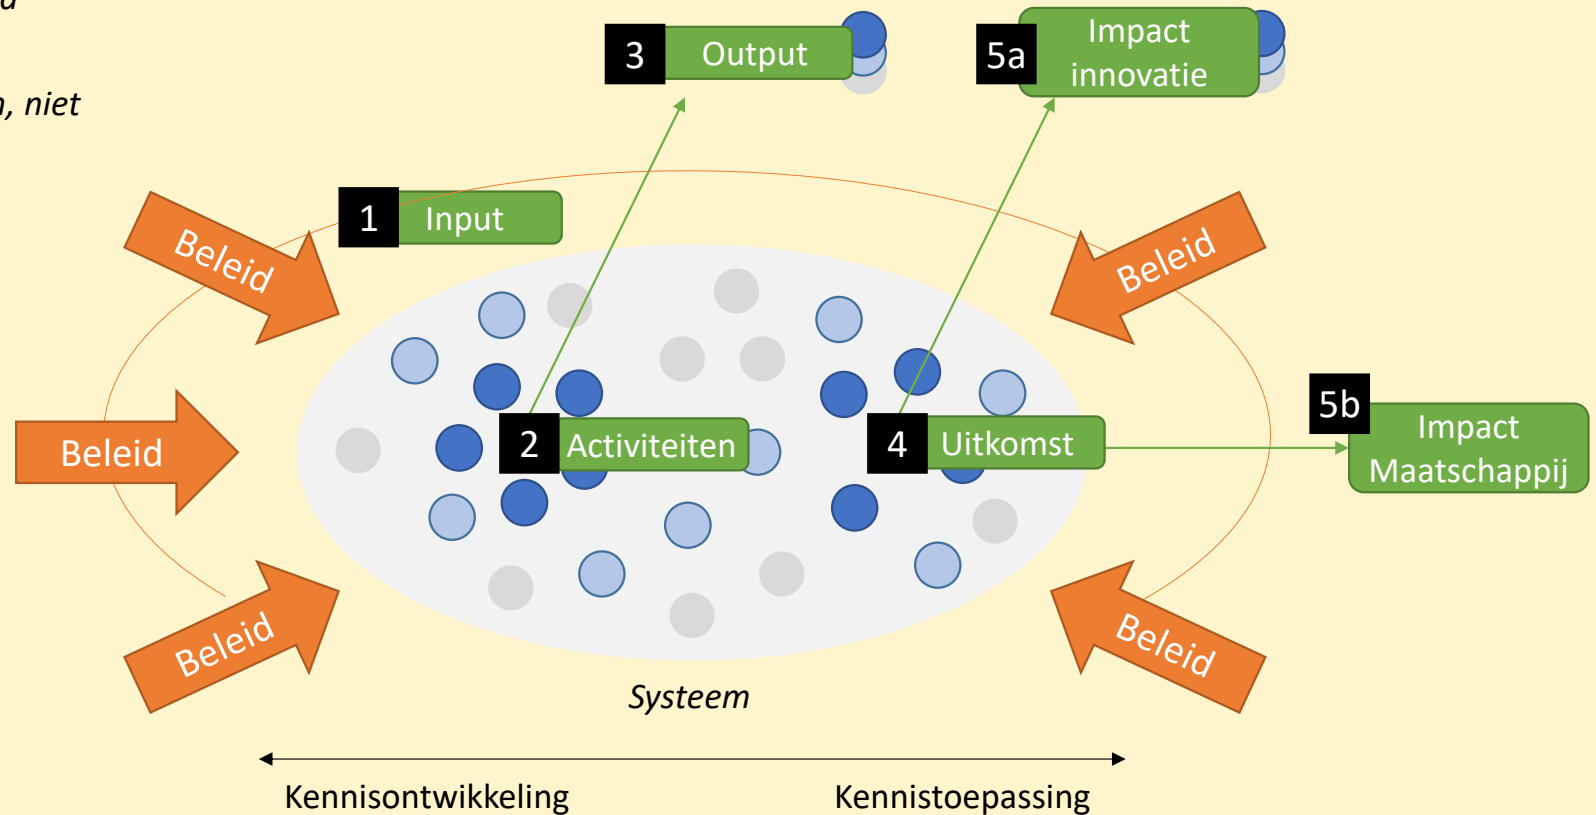 niet
3
Output
5a
Impact
innovatie
1
Input
Beleid
Beleid
Beleid
5b
Impact
Maatschappij
2
Activiteiten
4
Uitkomst
Beleid
Beleid
Systeem
Kennisontwikkeling
Kennistoepassing